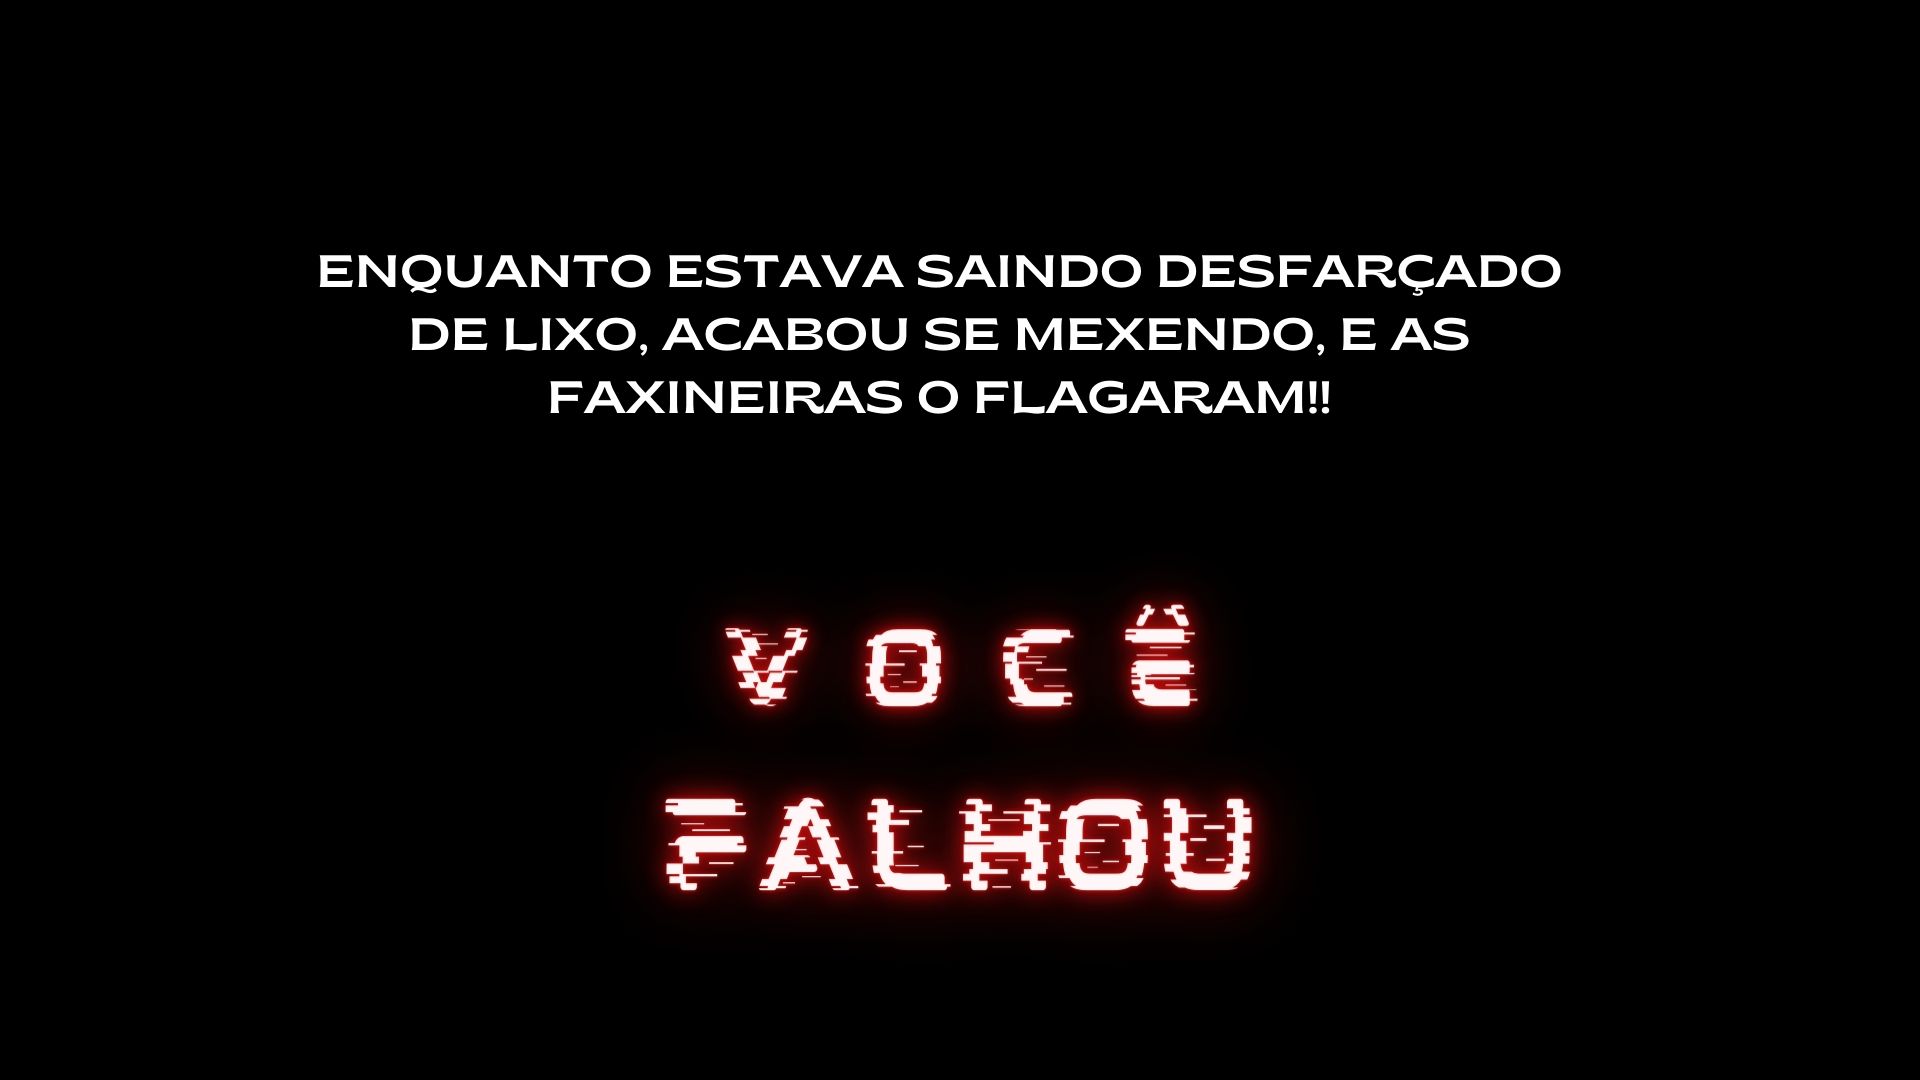 ENQUANTO ESTAVA SAINDO DESFARÇADO
DE LIXO, ACABOU SE MEXENDO, E AS
FAXINEIRAS O FLAGARAM!!
VOCÊ
FALHOU